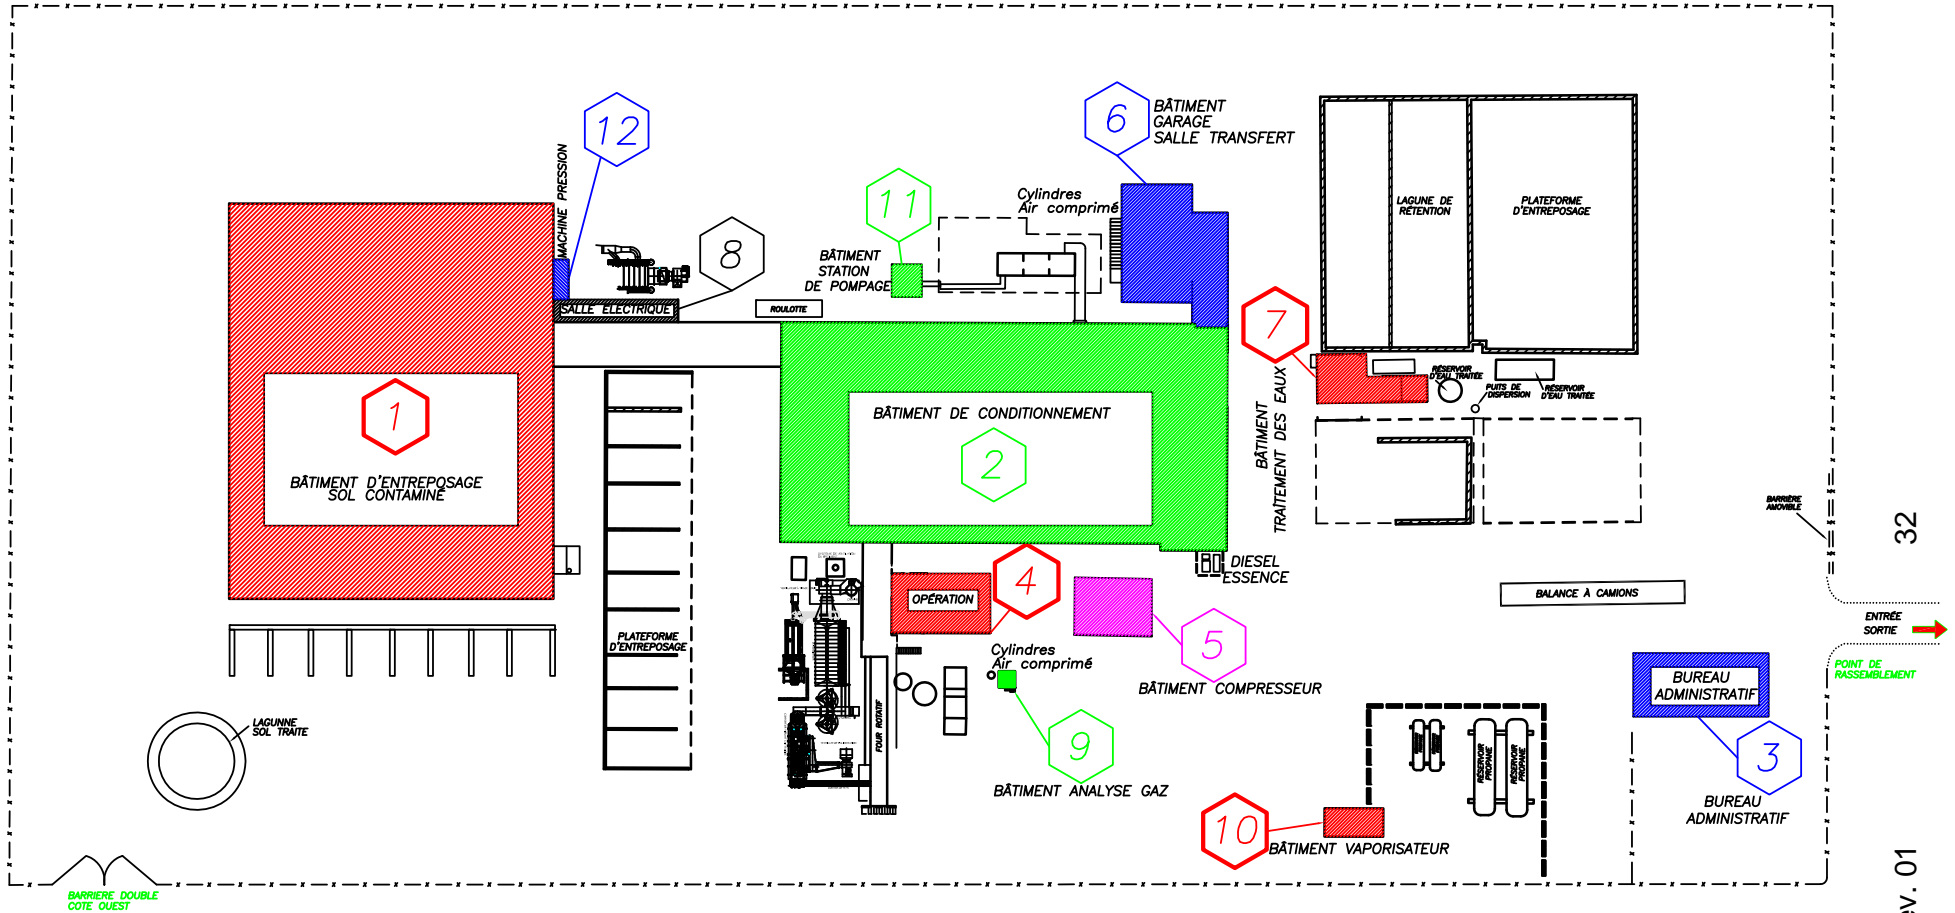 12
MACHINE PRESSION
6
BÂTIMENT
GARAGE
SALLE TRANSFERT
11
Cylindres
Air comprimé
8
BÂTIMENT
STATION
DE POMPAGE
SALLE ÉLECTRIQUE
ROULOTTE
LAGUNE DE
RÉTENTION
PLATEFORME
D'ENTREPOSAGE
7
BÂTIMENT
TRAÎTEMENT DES EAUX
RÉSERVOIR
D'EAU TRAITÉE
PUITS DE
DISPERSION
RÉSERVOIR
D'EAU TRAITÉE
1
BÂTIMENT D'ENTREPOSAGE
SOL CONTAMINÉ
BÂTIMENT DE CONDITIONNEMENT
2
BARRIÈRE
AMOVIBLE
32
DIESEL
ESSENCE
OPÉRATION
4
5
BÂTIMENT COMPRESSEUR
BALANCE À CAMIONS
ENTRÉE
SORTIE
POINT DE
RASSEMBLEMENT
PLATEFORME
D'ENTREPOSAGE
Cylindres
Air comprimé
FOUR ROTATIF
9
BÂTIMENT ANALYSE GAZ
BUREAU
ADMINISTRATIF
3
BUREAU
ADMINISTRATIF
LAGUNNE
SOL TRAITE
RÉSERVOIR
PROPANE
RÉSERVOIR
PROPANE
10
BÂTIMENT VAPORISATEUR
BARRIERE DOUBLE
COTE OUEST
ev. 01